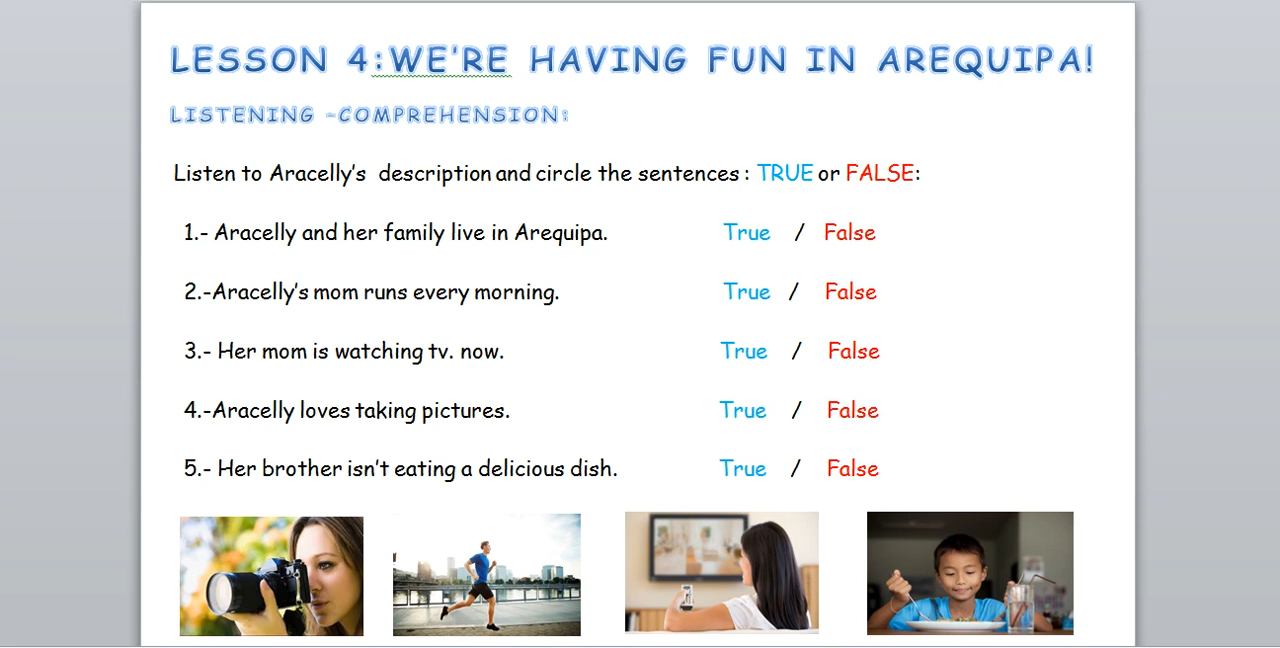 LESSON 4:WE'RE HAVING FUN IN AREQUIPA!
LISTENING -COMPREHENSION:
Listen to Aracelly's description and circle the sentences : TRUE or FALSE:
1.- Aracelly and her family live in Arequipa. True / False
2.-Aracelly's mom runs every morning. True / False
3.- Her mom is watching tv. now. True / False
4.-Aracelly loves taking pictures. True / False
5.- Her brother isn't eating a delicious dish. True / False